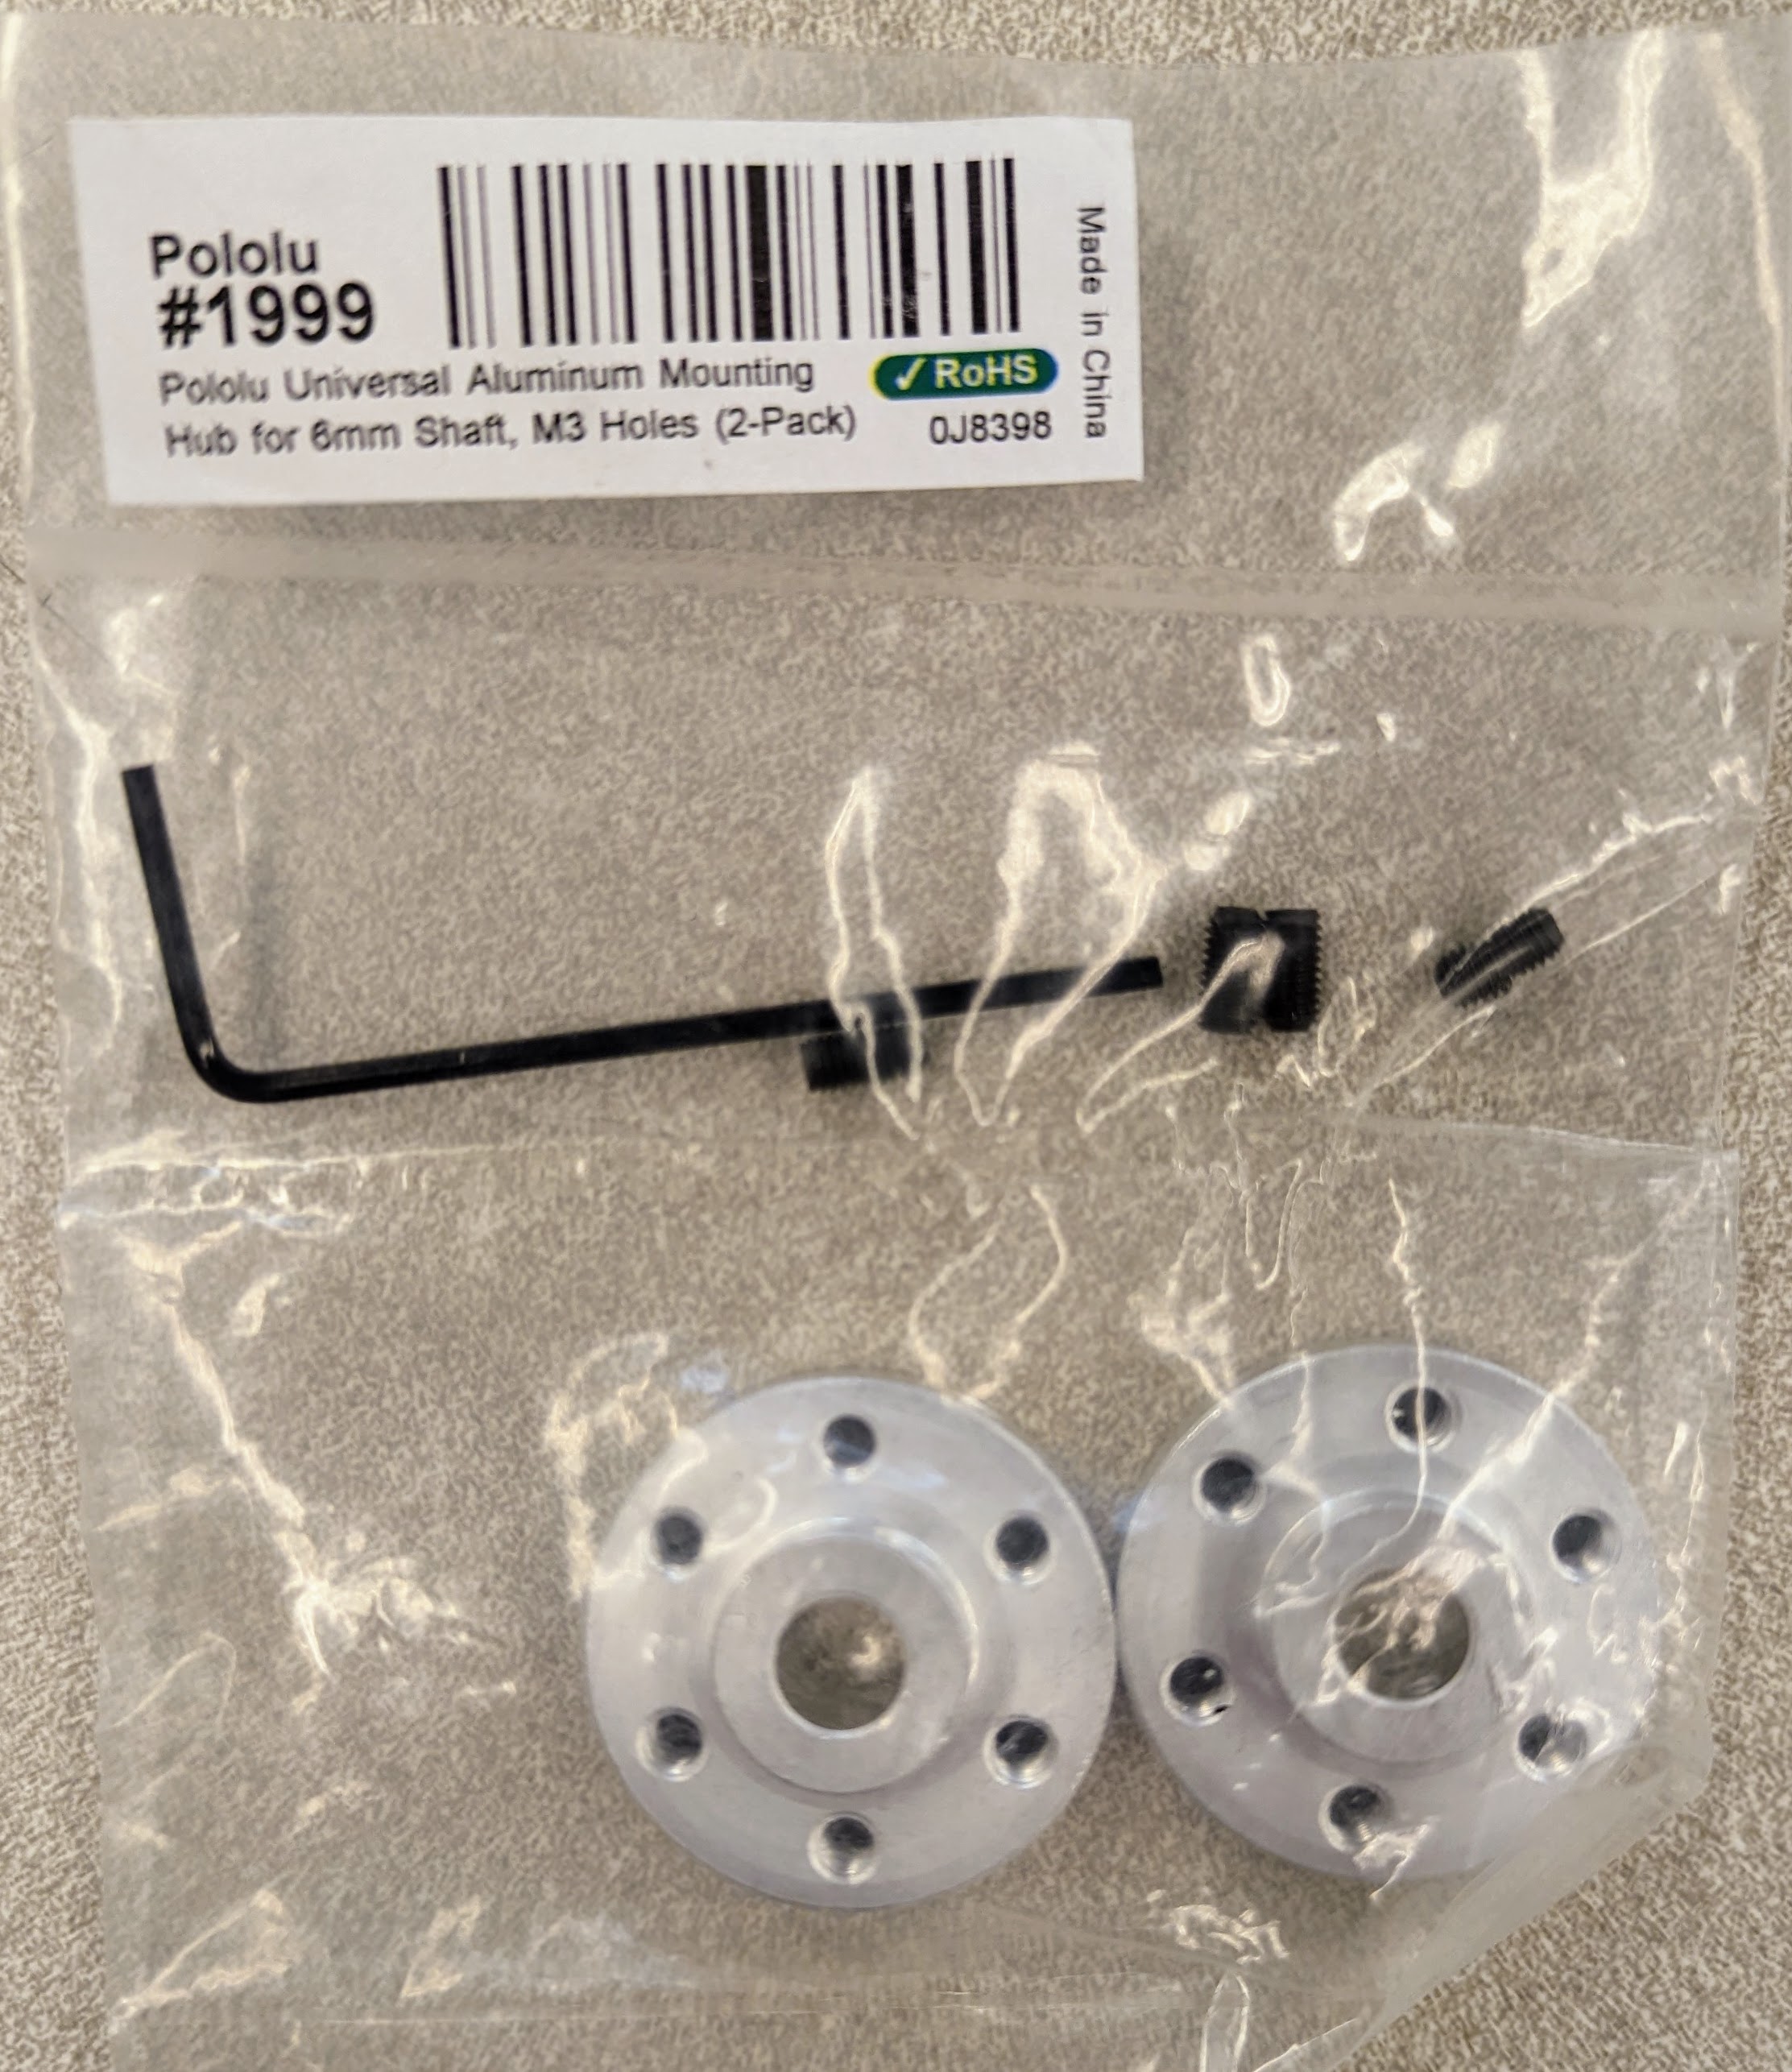 Pololu
#1999
Pololu Universal Aluminum Mounting
Hub for 6mm Shaft, M3 Holes (2-Pack)
✓ RoHS
0J8398
Made in China